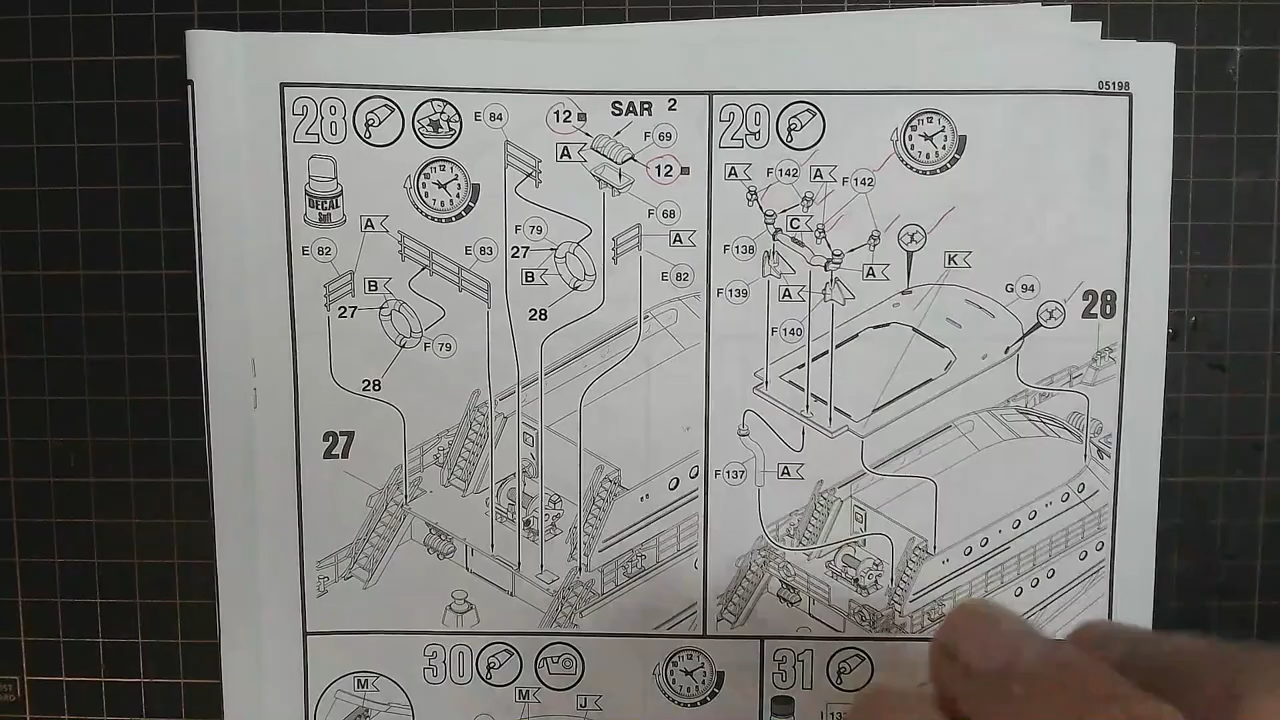 05198
28
E 84
12
SAR 2
F 69
A
12
DECAL
Soft
F 68
A
E 82
E 83
F 79
27
B
A
E 82
B
27
28
F 79
28
27
29
A
F 142
A
F 142
C
F 138
A
K
F 139
A
G 94
28
F 140
F 137
A
30
M
M
J
31